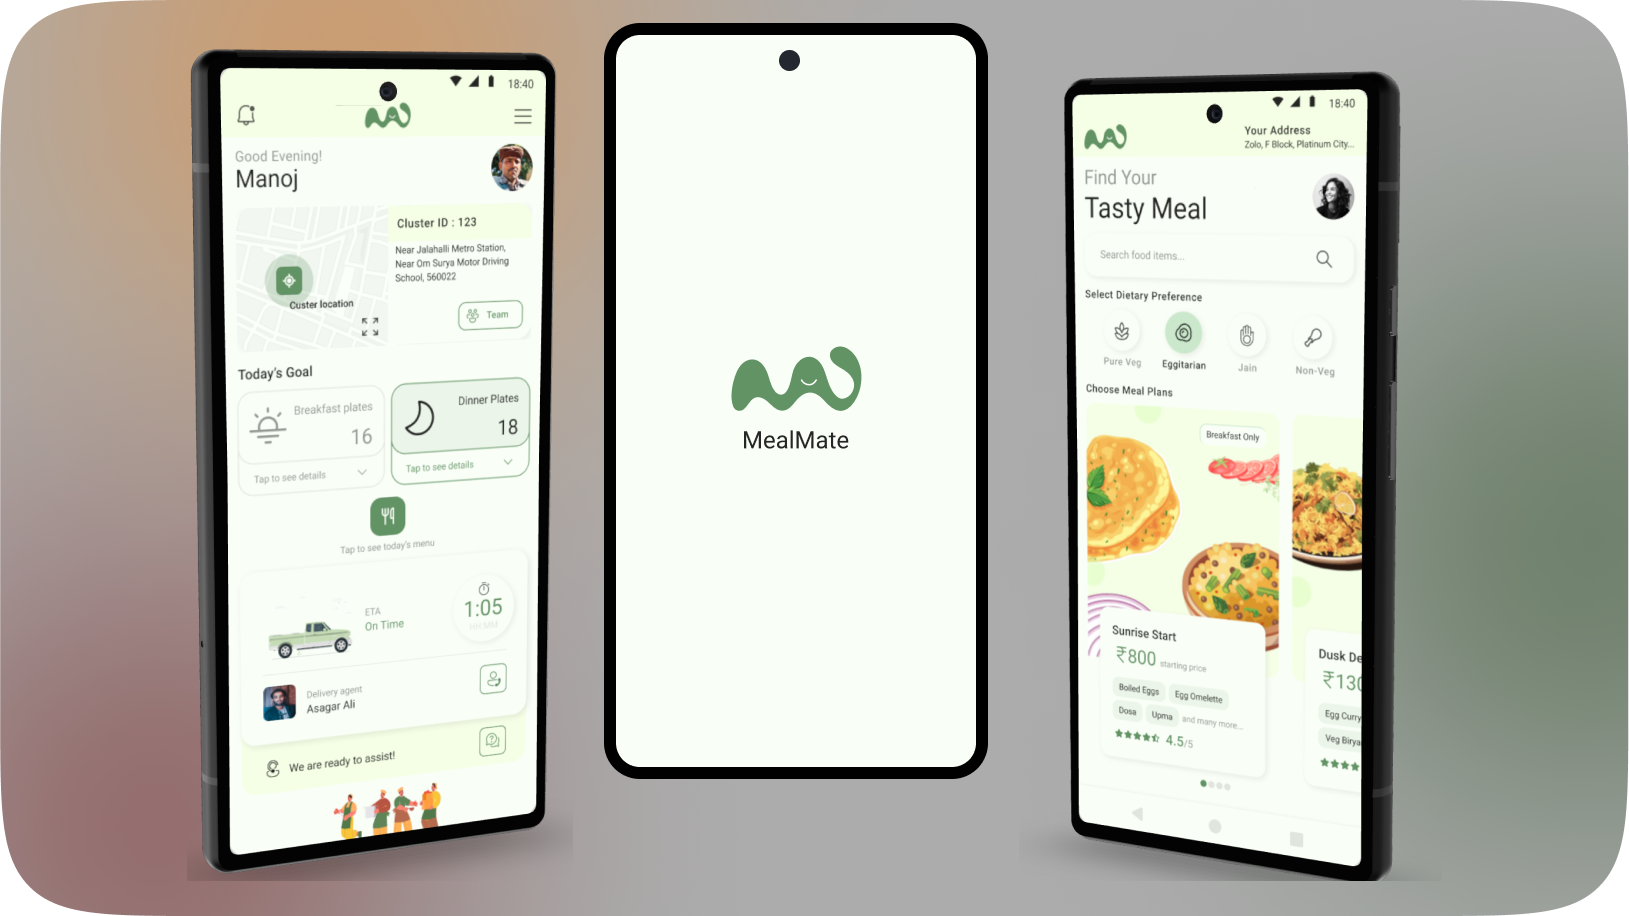 18:40
Good Evening!
Manoj
Cluster ID : 123
Near Jalahalli Metro Station,
Near Om Surya Motor Driving
School, 560022
Custer location
Team
Today's Goal
Breakfast plates
16
Tap to see details
Dinner Plates
18
Tap to see details
Tap to see today's menu
ETA
On Time
1:05
HH:MM
Delivery agent
Asagar Ali
We are ready to assist!
MealMate
18:40
Your Address
Zolo, F Block, Platinum City...
Find Your
Tasty Meal
Search food items...
Select Dietary Preference
Pure Veg
Eggitarian
Jain
Non-Veg
Choose Meal Plans
Breakfast Only
Sunrise Start
₹800 starting price
Boiled Eggs
Egg Omelette
Dosa
Upma
and many more...
4.5/5
Dusk De
₹130
Egg Curry
Veg Birya